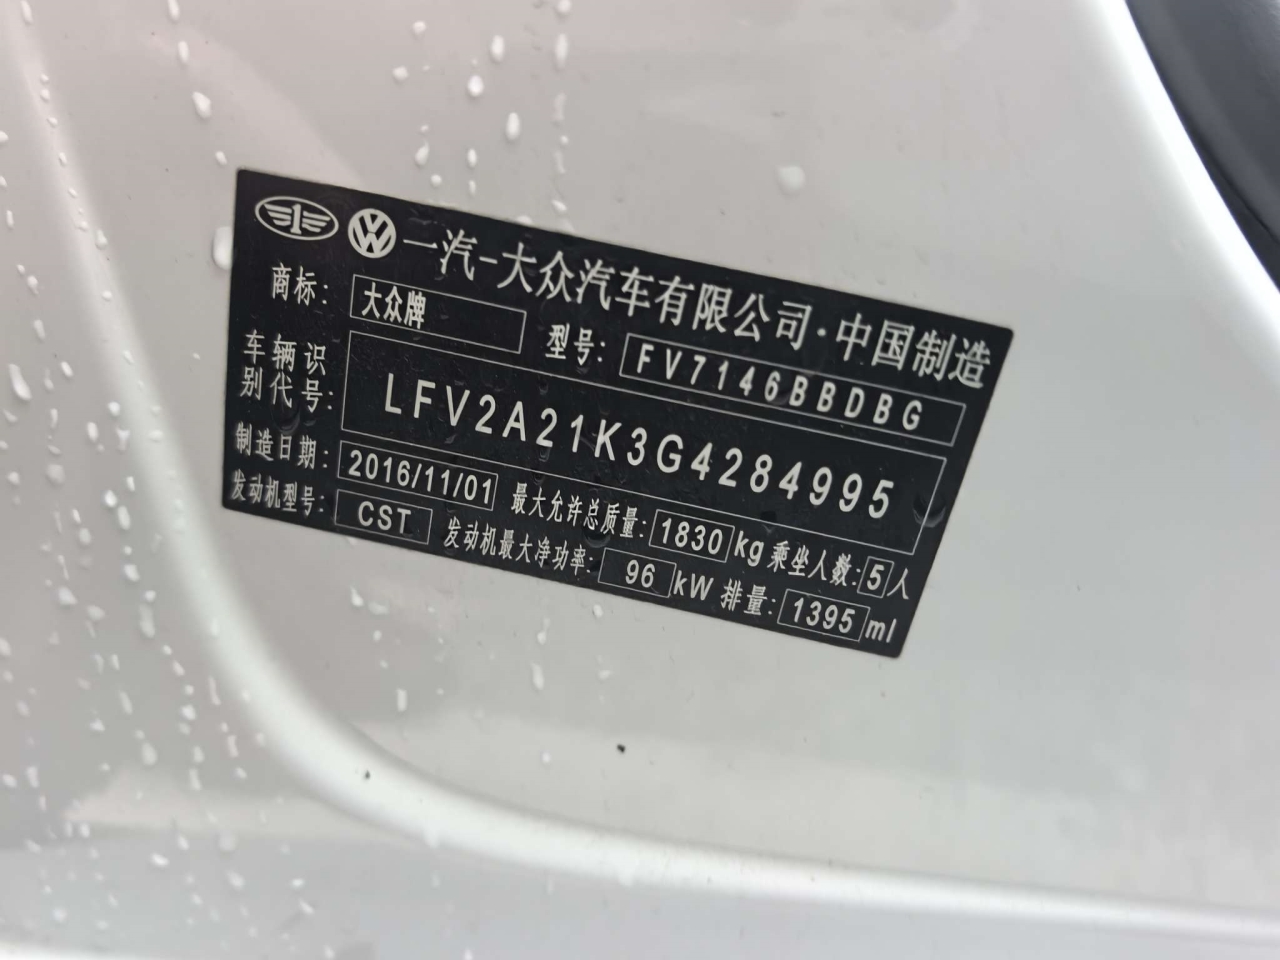 一汽-大众汽车有限公司·中国制造
商标: 大众牌 型号: FV7146BBDBG
车辆识别代号: LFV2A21K3G4284995
制造日期: 2016/11/01 最大允许总质量: 1830 kg 乘坐人数: 5 人
发动机型号: CST 发动机最大净功率: 96 kW 排量: 1395 ml